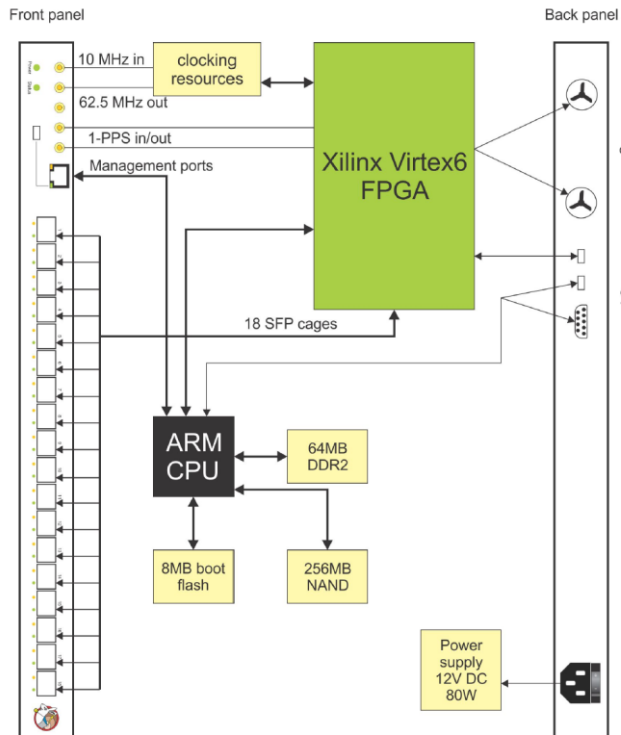 Front panel
Back panel
Power
Status
10 MHz in
clocking
resources
62.5 MHz out
1-PPS in/out
Management ports
Xilinx Virtex6
FPGA
18 SFP cages
ARM
CPU
64MB
DDR2
8MB boot
flash
256MB
NAND
Power
supply
12V DC
80W